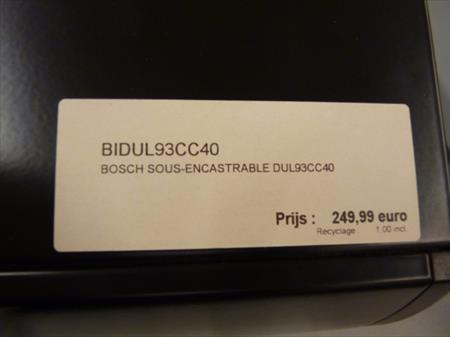 BIDUL93CC40
BOSCH SOUS-ENCASTRABLE DUL93CC40
Prijs : 249,99 euro
Recyclage 1.00 incl.